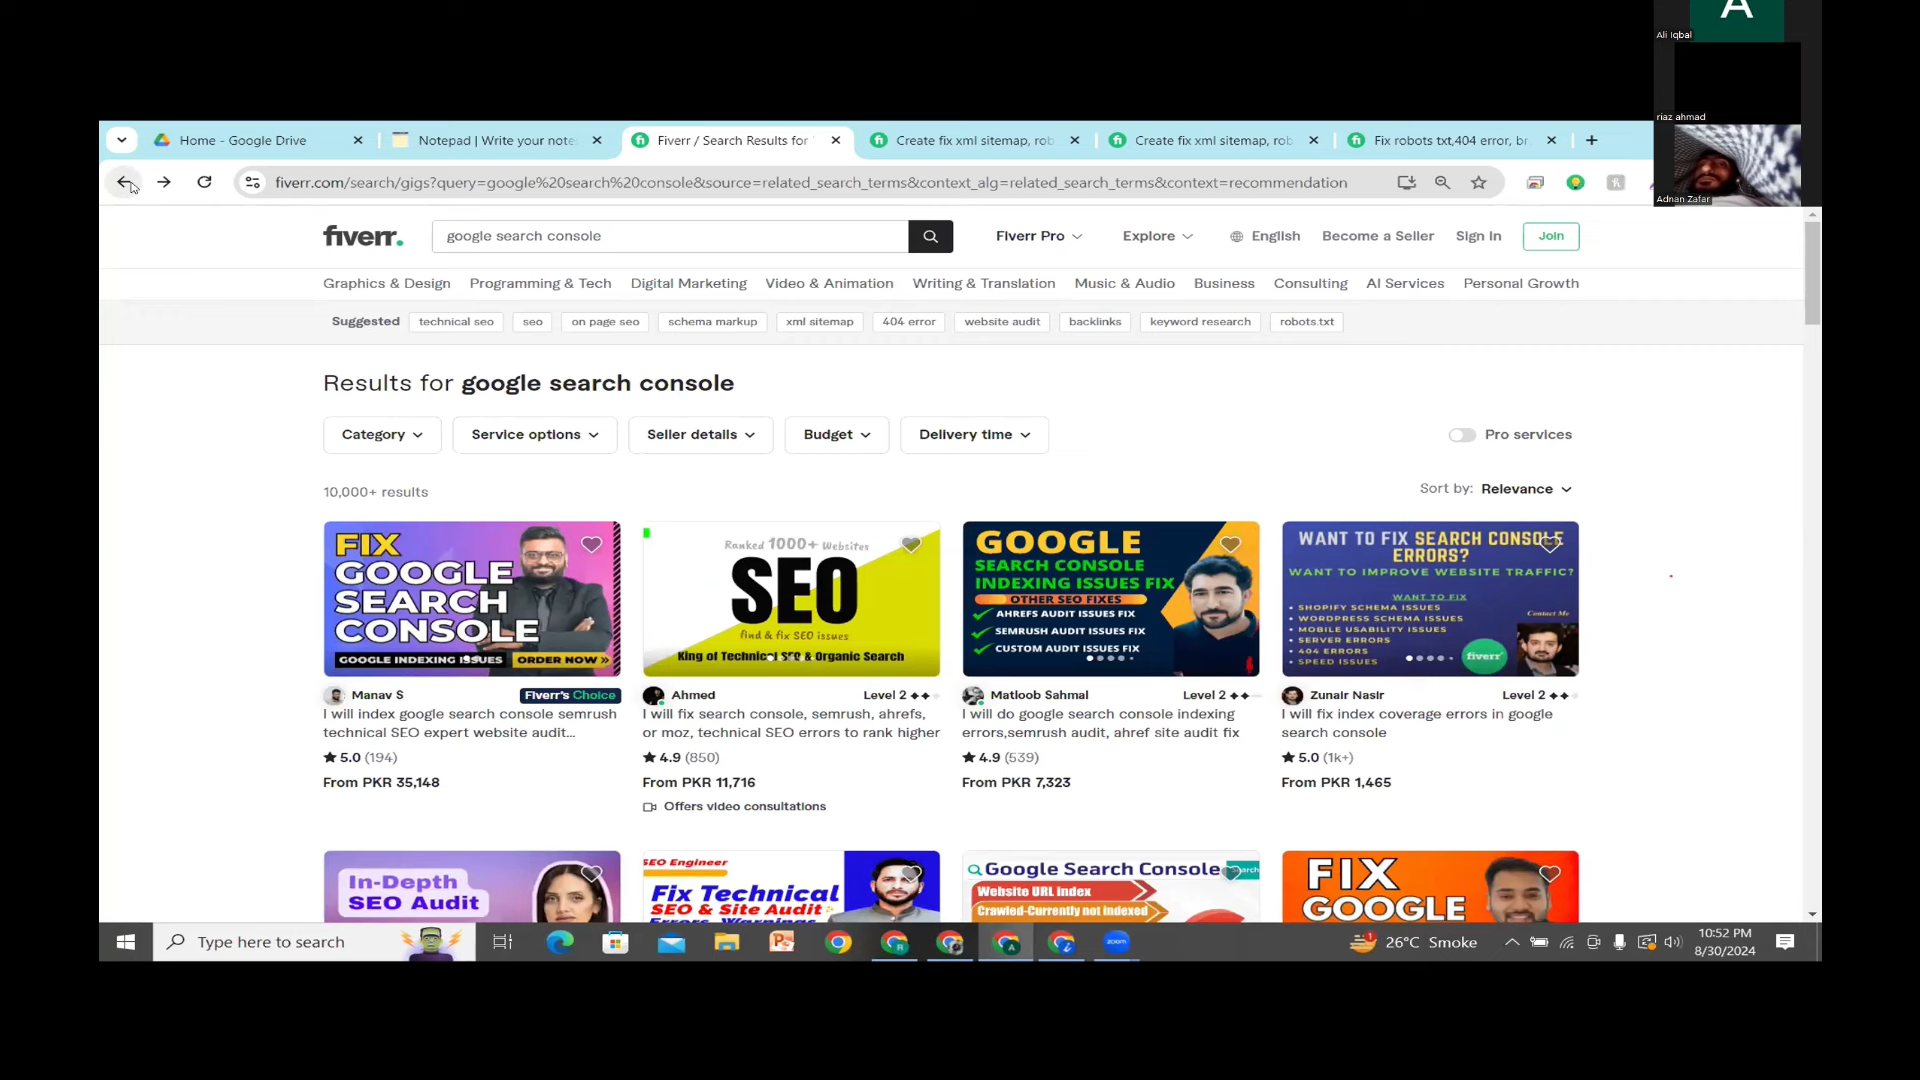 A
Ali Iqbal
riaz ahmad
Adnan Zafar
Home - Google Drive
Notepad | Write your note
Fiverr / Search Results for
Create fix xml sitemap, rob
Create fix xml sitemap, rob
Fix robots txt,404 error, br
fiverr.com/search/gigs?query=google%20search%20console&source=related_search_terms&context_alg=related_search_terms&context=recommendation
fiverr.
google search console
Fiverr Pro
Explore
English
Become a Seller
Sign In
Join
Graphics & Design
Programming & Tech
Digital Marketing
Video & Animation
Writing & Translation
Music & Audio
Business
Consulting
AI Services
Personal Growth
Suggested
technical seo
seo
on page seo
schema markup
xml sitemap
404 error
website audit
backlinks
keyword research
robots.txt
Results for google search console
Category
Service options
Seller details
Budget
Delivery time
Pro services
10,000+ results
Sort by: Relevance
FIX
GOOGLE
SEARCH
CONSOLE
GOOGLE INDEXING ISSUES
ORDER NOW »
Manav S
Fiverr's Choice
I will index google search console semrush
technical SEO expert website audit...
5.0 (194)
From PKR 35,148
Ranked 1000+ Websites
SEO
find & fix SEO issues
King of Technical SEO & Organic Search
Ahmed
Level 2
I will fix search console, semrush, ahrefs,
or moz, technical SEO errors to rank higher
4.9 (850)
From PKR 11,716
Offers video consultations
GOOGLE
SEARCH CONSOLE
INDEXING ISSUES FIX
OTHER SEO FIXES
AHREFS AUDIT ISSUES FIX
SEMRUSH AUDIT ISSUES FIX
CUSTOM AUDIT ISSUES FIX
Matloob Sahmal
Level 2
I will do google search console indexing
errors,semrush audit, ahref site audit fix
4.9 (539)
From PKR 7,323
WANT TO FIX SEARCH CONSOLE
ERRORS?
WANT TO IMPROVE WEBSITE TRAFFIC?
WANT TO FIX
• SHOPIFY SCHEMA ISSUES
• WORDPRESS SCHEMA ISSUES
• MOBILE USABILITY ISSUES
• SERVER ERRORS
• 404 ERRORS
• SPEED ISSUES
Contact Me
fiverr
Zunair Nasir
Level 2
I will fix index coverage errors in google
search console
5.0 (1k+)
From PKR 1,465
In-Depth
SEO Audit
SEO Engineer
Fix Technical
SEO & Site Audit
Errors Warnings
Google Search Console
Website URL Index
Crawled-Currently not Indexed
FIX
GOOGLE
Type here to search
zoom
26°C Smoke
10:52 PM
8/30/2024